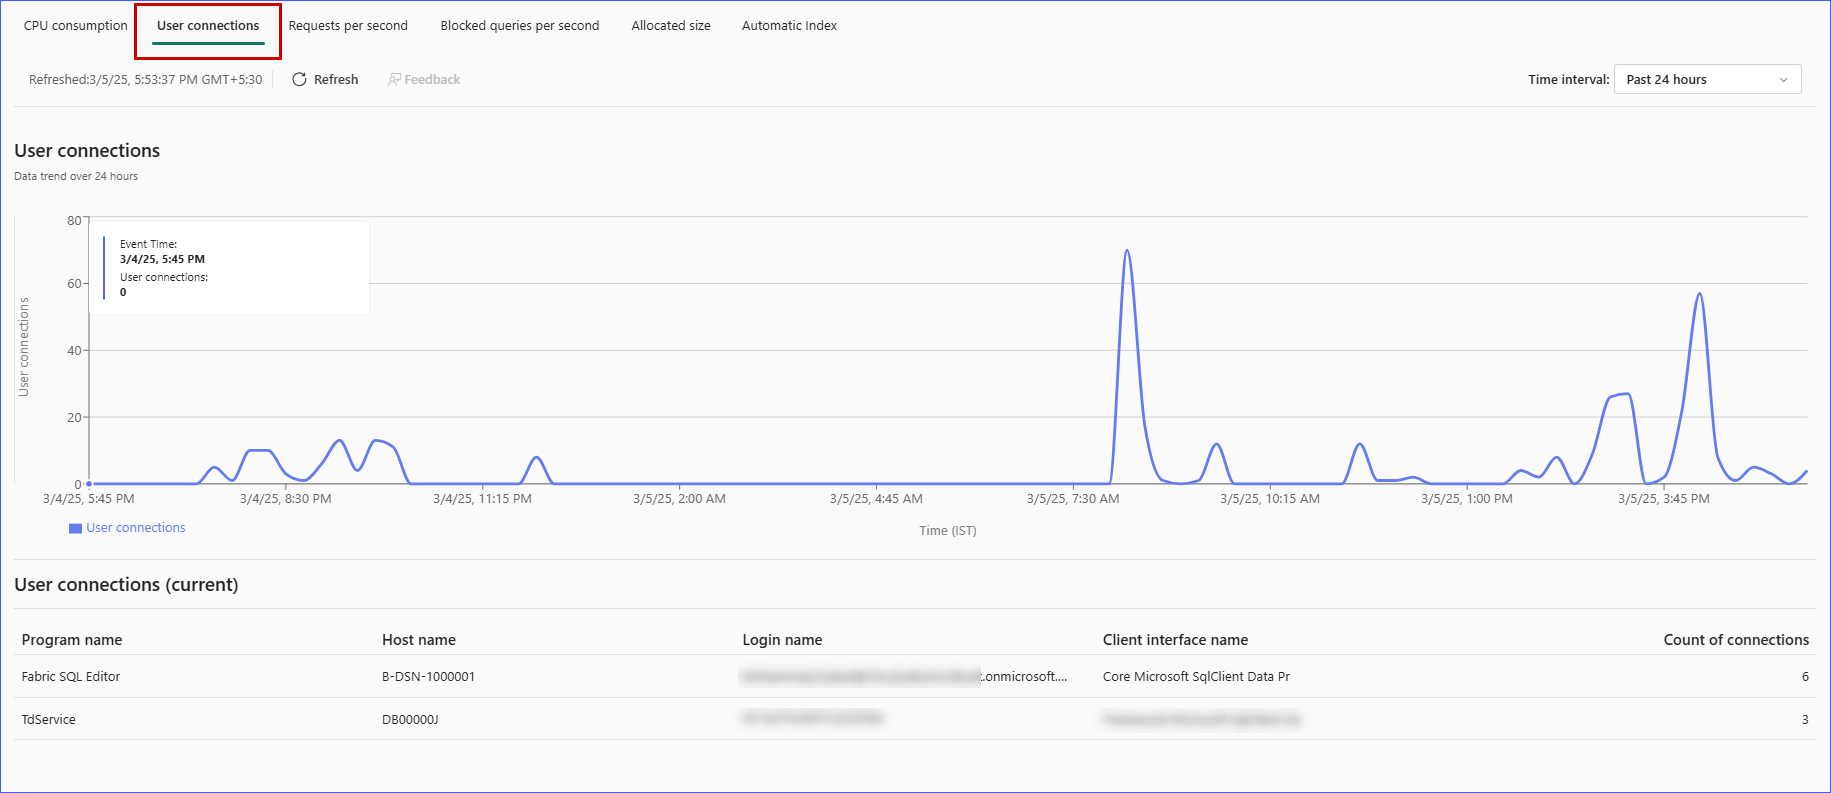 CPU consumption User connections Requests per second Blocked queries per second Allocated size Automatic Index
Refreshed:3/5/25, 5:53:37 PM GMT+5:30 Refresh Feedback Time interval: Past 24 hours
User connections
Data trend over 24 hours
80
60
40
20
0
User connections
Event Time:
3/4/25, 5:45 PM
User connections:
0
3/4/25, 5:45 PM 3/4/25, 8:30 PM 3/4/25, 11:15 PM 3/5/25, 2:00 AM 3/5/25, 4:45 AM 3/5/25, 7:30 AM 3/5/25, 10:15 AM 3/5/25, 1:00 PM 3/5/25, 3:45 PM
User connections
Time (IST)
User connections (current)
Program name Host name Login name Client interface name Count of connections
Fabric SQL Editor B-DSN-1000001 .onmicrosoft.... Core Microsoft SqlClient Data Pr 6
TdService DB00000J 3